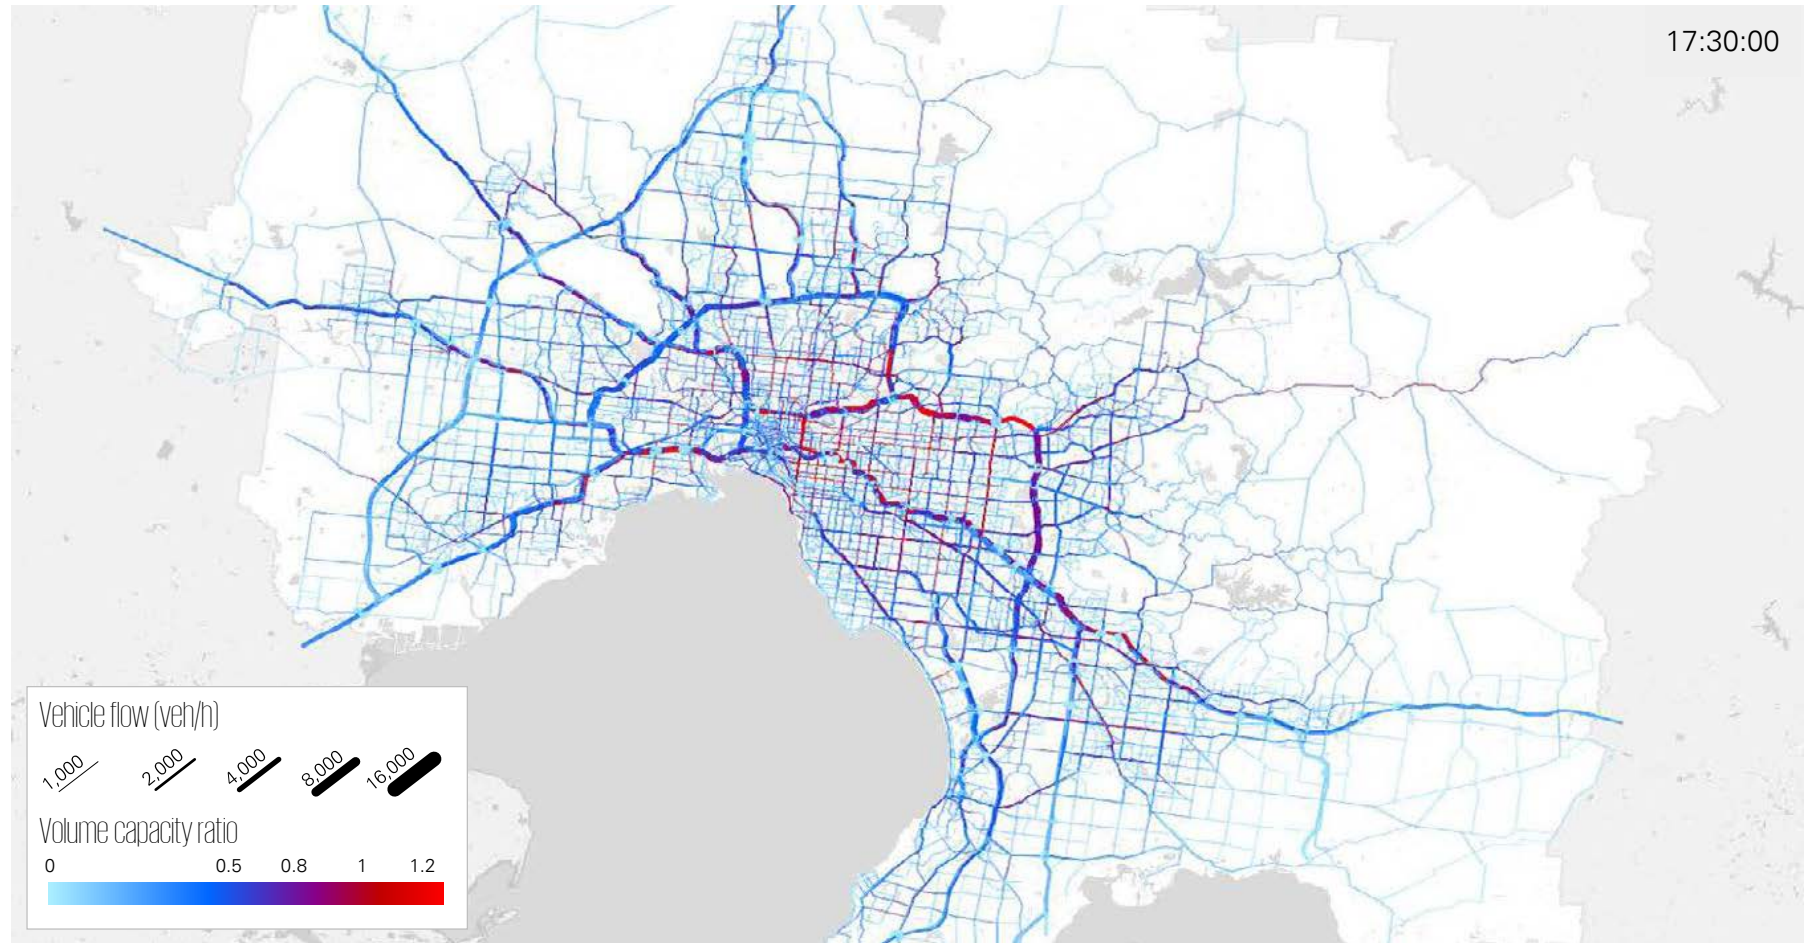 17:30:00
Vehicle flow (veh/h)
1,000 2,000 4,000 8,000 16,000
Volume capacity ratio
0 0.5 0.8 1 1.2